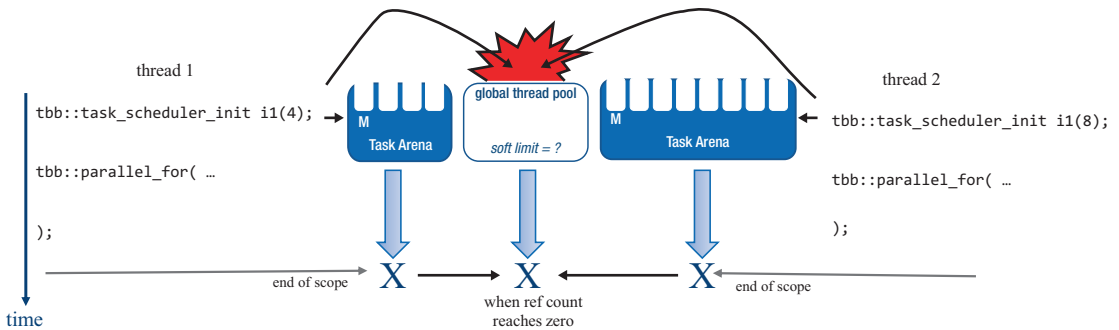 thread 1
thread 2
tbb::task_scheduler_init i1(4);
M
Task Arena
global thread pool
soft limit = ?
M
Task Arena
tbb::task_scheduler_init i1(8);
tbb::parallel_for( …
tbb::parallel_for( …
);
);
end of scope
X
X
X
end of scope
when ref count
reaches zero
time